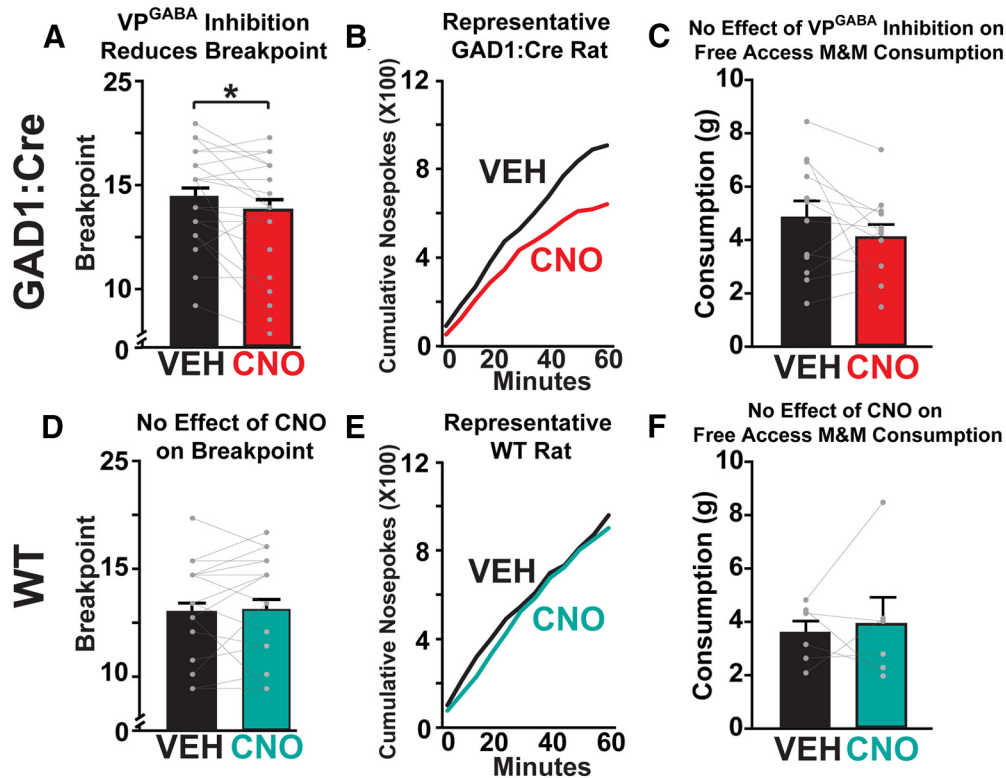 A
VP^GABA Inhibition
Reduces Breakpoint
B
Representative
GAD1:Cre Rat
C
No Effect of VP^GABA Inhibition on
Free Access M&M Consumption
GAD1:Cre
Breakpoint
25
15
10
0
*
VEH CNO
Cumulative Nosepokes (X100)
12
8
4
0
VEH
CNO
0 20 40 60
Minutes
Consumption (g)
10
8
6
4
2
0
VEH CNO
D
No Effect of CNO
on Breakpoint
E
Representative
WT Rat
F
No Effect of CNO on
Free Access M&M Consumption
WT
Breakpoint
25
15
10
0
VEH CNO
Cumulative Nosepokes (X100)
12
8
4
0
VEH
CNO
0 20 40 60
Minutes
Consumption (g)
10
8
6
4
2
0
VEH CNO